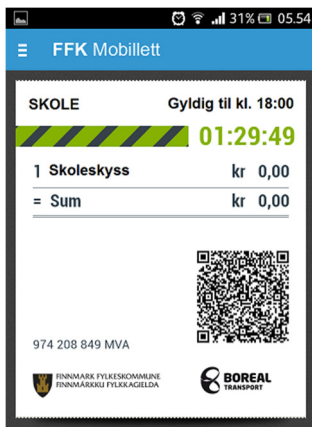 31% 05.54
FFK Mobillett
SKOLE Gyldig til kl. 18:00
01:29:49
1 Skoleskyss kr 0,00
= Sum kr 0,00
974 208 849 MVA
FINNMARK FYLKESKOMMUNE
FINNMÁRKKU FYLKKAGIELDA
BOREAL
TRANSPORT